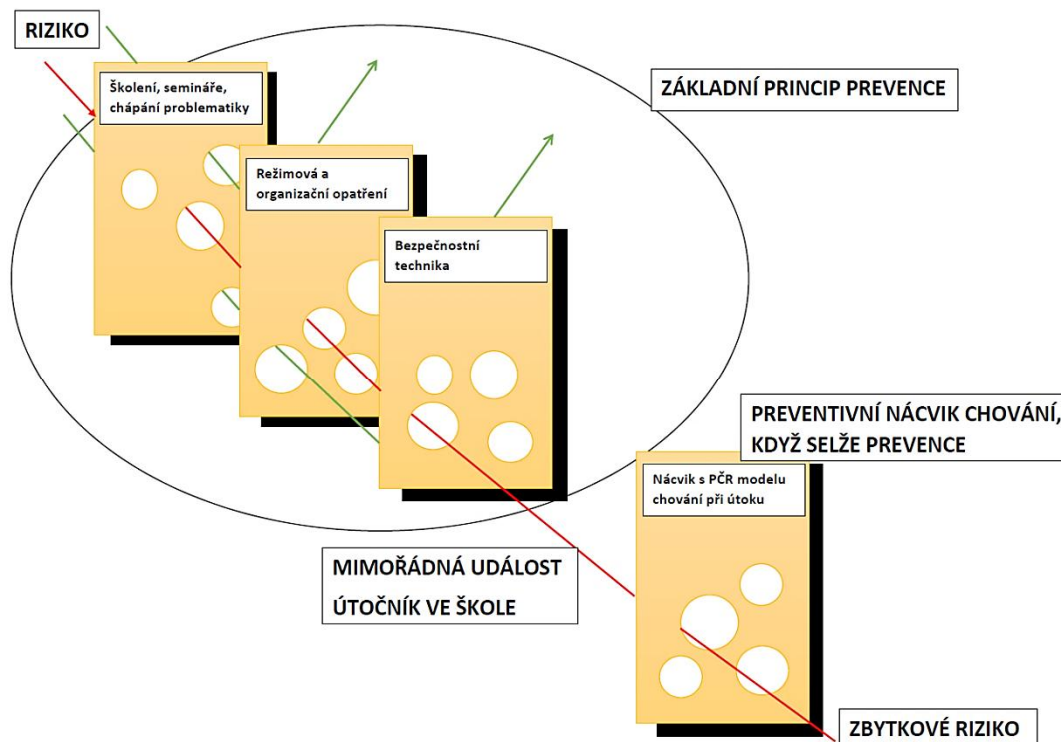 RIZIKO
Školení, semináře,
chápání problematiky
ZÁKLADNÍ PRINCIP PREVENCE
Režimová a
organizační opatření
Bezpečnostní
technika
PREVENTIVNÍ NÁCVIK CHOVÁNÍ,
KDYŽ SELŽE PREVENCE
Nácvik s PČR modelu
chování při útoku
MIMOŘÁDNÁ UDÁLOST
ÚTOČNÍK VE ŠKOLE
ZBYTKOVÉ RIZIKO